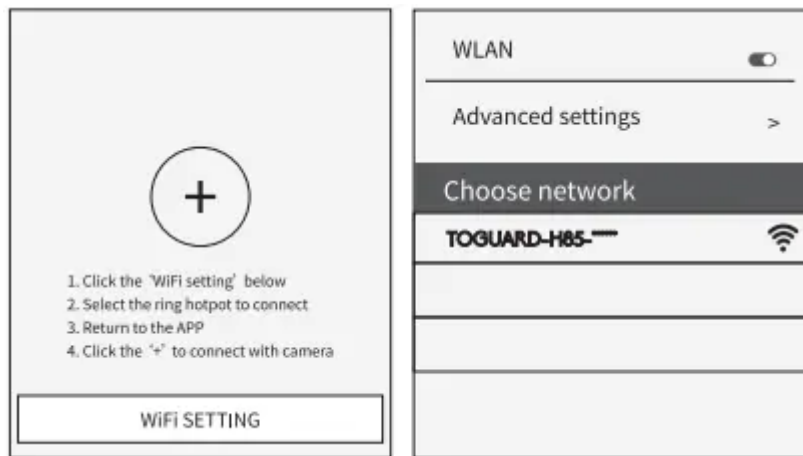 +
1. Click the "WiFi setting" below
2. Select the ring hotpot to connect
3. Return to the APP
4. Click the "+" to connect with camera
WiFi SETTING
WLAN
Advanced settings >
Choose network
TOGUARD-H85-****